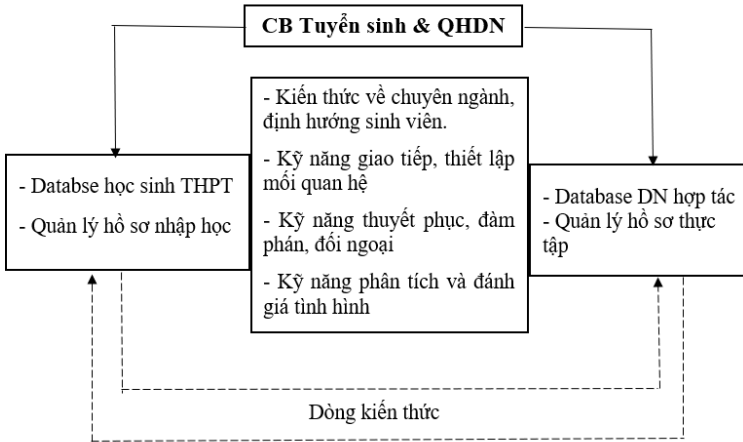 CB Tuyển sinh & QHDN
- Kiến thức về chuyên ngành,
định hướng sinh viên.
- Kỹ năng giao tiếp, thiết lập
mối quan hệ
- Kỹ năng thuyết phục, đàm
phán, đối ngoại
- Kỹ năng phân tích và đánh
giá tình hình
- Databse học sinh THPT
- Quản lý hồ sơ nhập học
- Database DN hợp tác
- Quản lý hồ sơ thực
tập
Dòng kiến thức